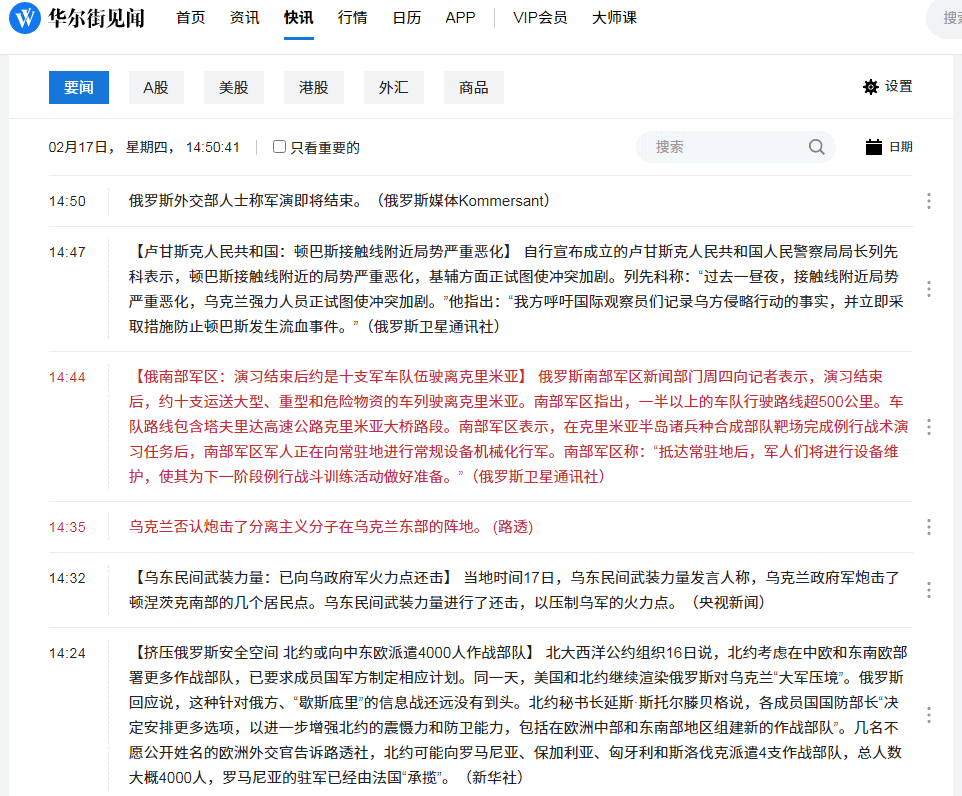 华尔街见闻 首页 资讯 快讯 行情 日历 APP VIP会员 大师课
要闻 A股 美股 港股 外汇 商品 设置
02月17日， 星期四， 14:50:41 只看重要的 搜索 日期
14:50 俄罗斯外交部人士称军演即将结束。（俄罗斯媒体Kommersant）
14:47 【卢甘斯克人民共和国：顿巴斯接触线附近局势严重恶化】 自行宣布成立的卢甘斯克人民共和国人民警察局局长列先
科表示，顿巴斯接触线附近的局势严重恶化，基辅方面正试图使冲突加剧。列先科称：“过去一昼夜，接触线附近局势
严重恶化，乌克兰强力人员正试图使冲突加剧。”他指出：“我方呼吁国际观察员们记录乌方侵略行动的事实，并立即采
取措施防止顿巴斯发生流血事件。”（俄罗斯卫星通讯社）
14:44 【俄南部军区：演习结束后约是十支军车队伍驶离克里米亚】 俄罗斯南部军区新闻部门周四向记者表示，演习结束
后，约十支运送大型、重型和危险物资的车列驶离克里米亚。南部军区指出，一半以上的车队行驶路线超500公里。车
队路线包含塔夫里达高速公路克里米亚大桥路段。南部军区表示，在克里米亚半岛诸兵种合成部队靶场完成例行战术演
习任务后，南部军区军人正在向常驻地进行常规设备机械化行军。南部军区称：“抵达常驻地后，军人们将进行设备维
护，使其为下一阶段例行战斗训练活动做好准备。”（俄罗斯卫星通讯社）
14:35 乌克兰否认炮击了分离主义分子在乌克兰东部的阵地。 (路透)
14:32 【乌东民间武装力量：已向乌政府军火力点还击】 当地时间17日，乌东民间武装力量发言人称，乌克兰政府军炮击了
顿涅茨克南部的几个居民点。乌东民间武装力量进行了还击，以压制乌军的火力点。（央视新闻）
14:24 【挤压俄罗斯安全空间 北约或向中东欧派遣4000人作战部队】 北大西洋公约组织16日说，北约考虑在中欧和东南欧部
署更多作战部队，已要求成员国军方制定相应计划。同一天，美国和北约继续渲染俄罗斯对乌克兰“大军压境”。俄罗斯
回应说，这种针对俄方、“歇斯底里”的信息战还远没有到头。北约秘书长延斯·斯托尔滕贝格说，各成员国国防部长“决
定安排更多选项，以进一步增强北约的震慑力和防卫能力，包括在欧洲中部和东南部地区组建新的作战部队”。几名不
愿公开姓名的欧洲外交官告诉路透社，北约可能向罗马尼亚、保加利亚、匈牙利和斯洛伐克派遣4支作战部队，总人数
大概4000人，罗马尼亚的驻军已经由法国“承揽”。（新华社）